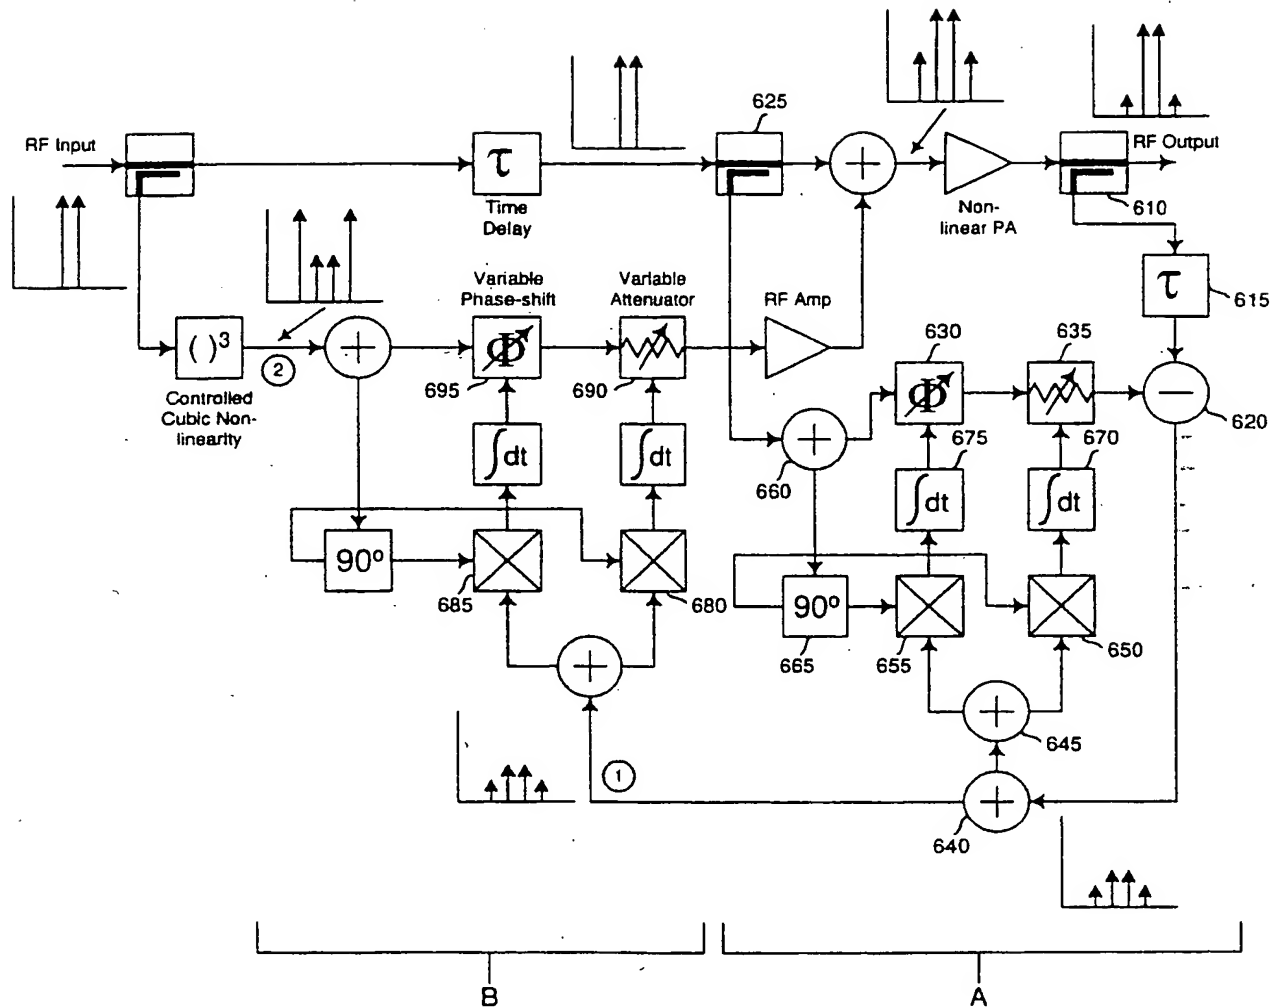 625
RF Input
RF Output
τ
Time
Delay
Non-
linear PA
610
Variable
Phase-shift
Variable
Attenuator
RF Amp
τ
615
( )³
②
Controlled
Cubic Non-
linearity
Φ
695
690
630
635
Φ
620
∫dt
∫dt
660
675
670
∫dt
∫dt
90º
685
680
90º
665
655
650
645
①
640
B
A